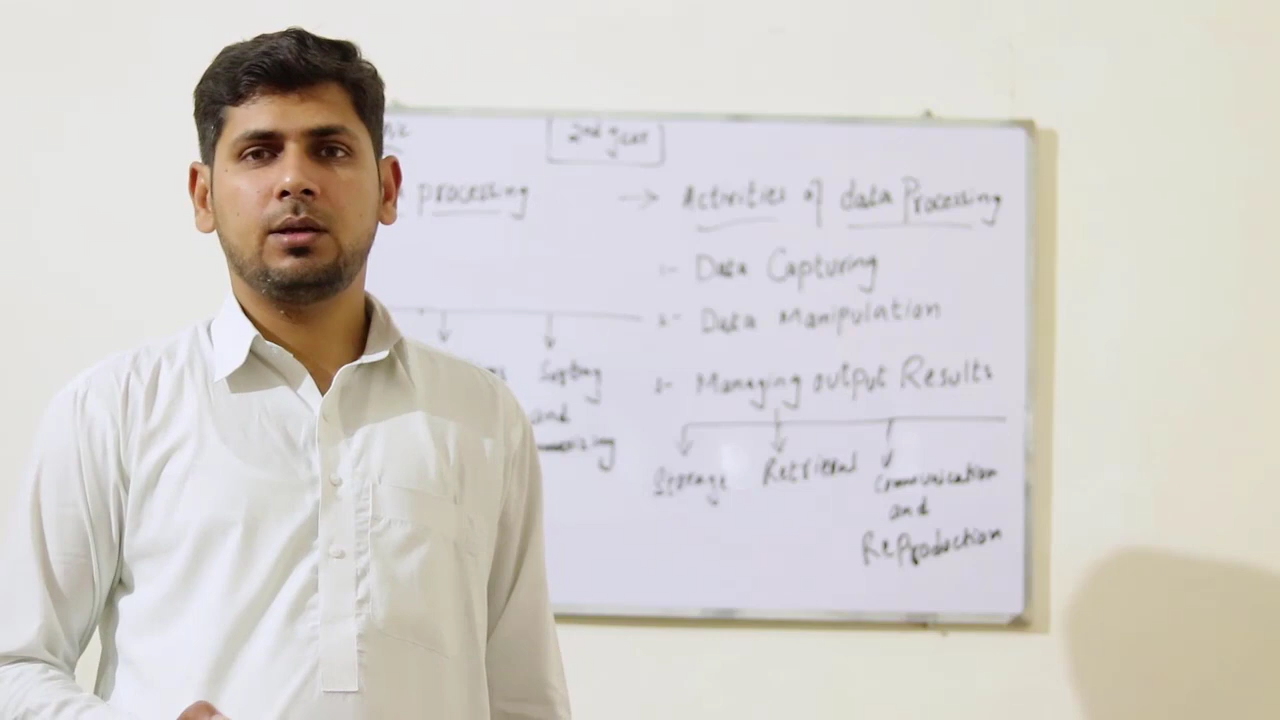 2nd year
processing
→ Activities of data Processing
1- Data Capturing
2- Data Manipulation
3- Managing output Results
Sorting
and
Storage Retrieval Communication
and
Reproduction